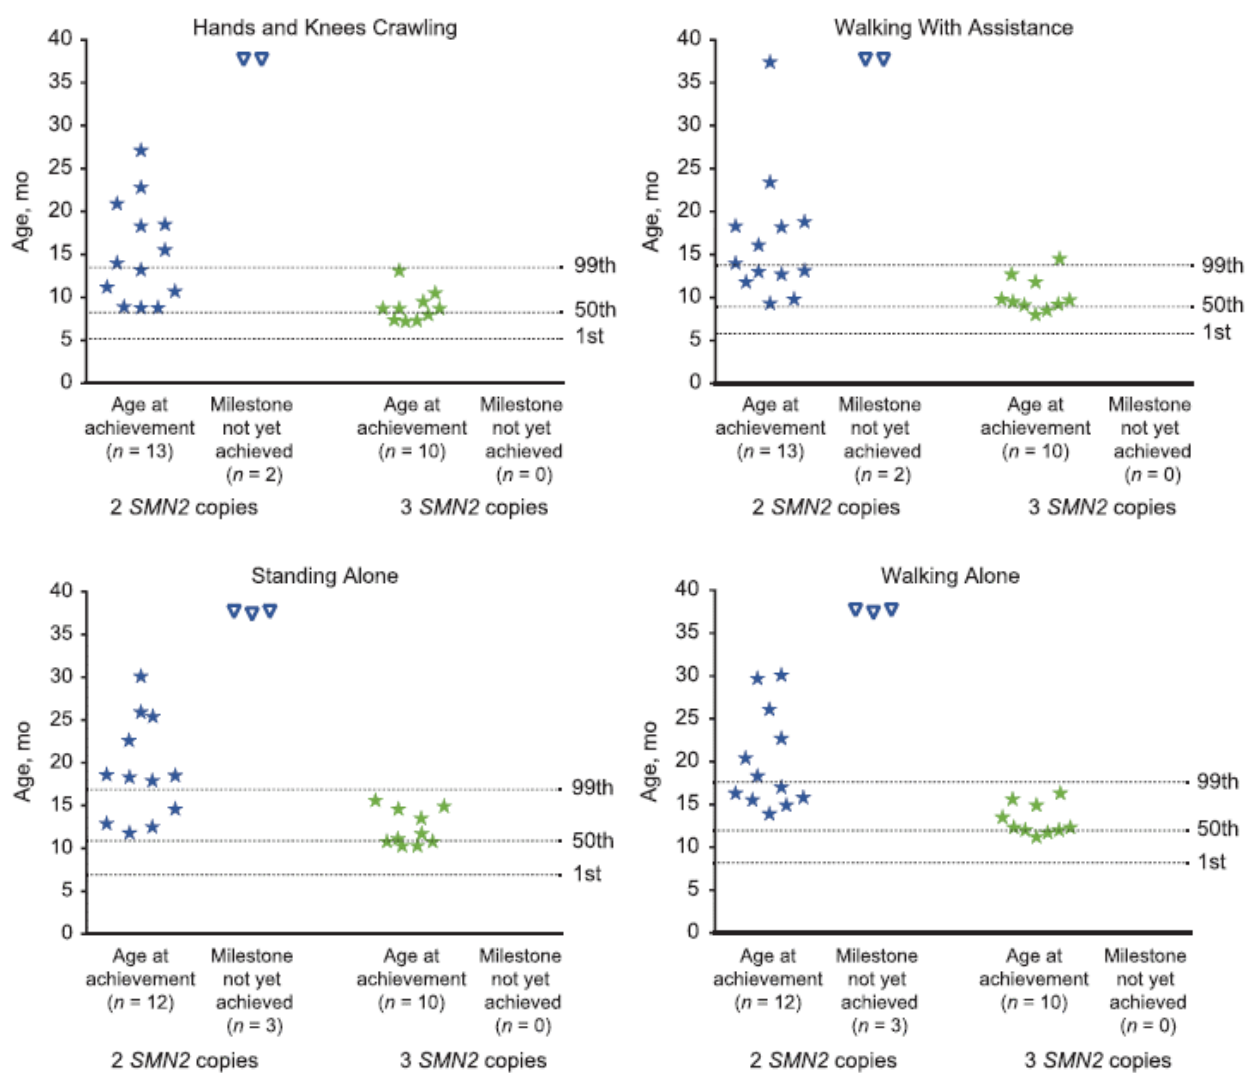 Hands and Knees Crawling
40
35
30
25
20
15
10
5
0
Age, mo
99th
50th
1st
Age at
achievement
(n = 13)
Milestone
not yet
achieved
(n = 2)
Age at
achievement
(n = 10)
Milestone
not yet
achieved
(n = 0)
2 SMN2 copies
3 SMN2 copies
Walking With Assistance
40
35
30
25
20
15
10
5
0
Age, mo
99th
50th
1st
Age at
achievement
(n = 13)
Milestone
not yet
achieved
(n = 2)
Age at
achievement
(n = 10)
Milestone
not yet
achieved
(n = 0)
2 SMN2 copies
3 SMN2 copies
Standing Alone
40
35
30
25
20
15
10
5
0
Age, mo
99th
50th
1st
Age at
achievement
(n = 12)
Milestone
not yet
achieved
(n = 3)
Age at
achievement
(n = 10)
Milestone
not yet
achieved
(n = 0)
2 SMN2 copies
3 SMN2 copies
Walking Alone
40
35
30
25
20
15
10
5
0
Age, mo
99th
50th
1st
Age at
achievement
(n = 12)
Milestone
not yet
achieved
(n = 3)
Age at
achievement
(n = 10)
Milestone
not yet
achieved
(n = 0)
2 SMN2 copies
3 SMN2 copies